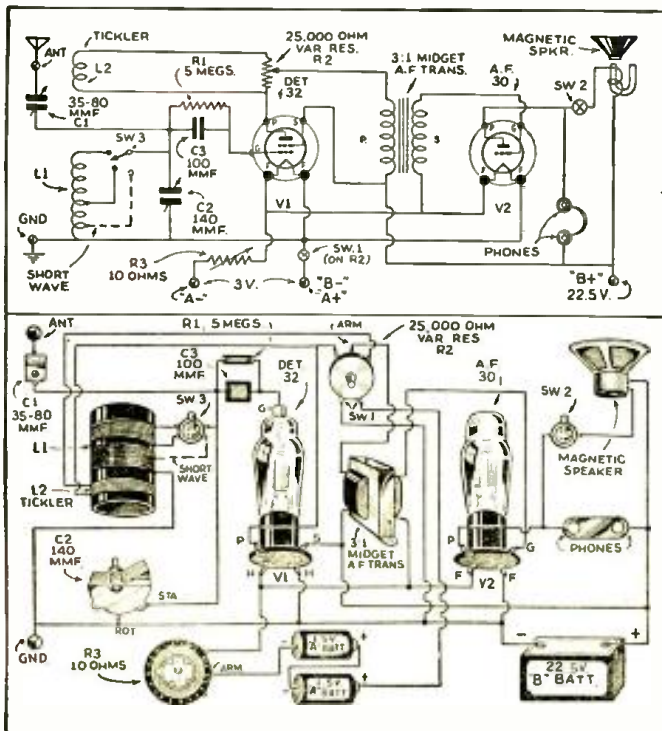 TICKLER
25,000 OHM
VAR RES.
R2
3:1 MIDGET
A.F TRANS.
MAGNETIC
SPKR.
ANT
L2
R1
5 MEGS.
DET
32
A.F.
30
SW.2
35-80
MMF
C1
SW.3
C3
100
MMF
P
S
G
P
S
P
G
F
F
F
F
L1
C2
140
MMF.
V1
V2
PHONES
GND
SHORT
WAVE
R3
10 OHMS
SW.1
(ON R2)
"A-"
3 V.
"B-"
A+"
"B+"
22.5 V.
ANT
R1, 5 MEGS
(ARM)
25,000 OHM
VAR RES
R2
C3
100
MMF
DET
32
A.F.
30
C1
35-80
MMF
SW 3
G
SW 1
SW 2
L1
SHORT
WAVE
MAGNETIC
SPEAKER
L2
TICKLER
P
S
3:1
MIDGET
A F TRANS
P
G
(PHONES)
C2
140
MMF
STA
H
V1
H
F
V2
F
ROT
GND
R3
10 OHMS
ARM
1.5 V
"A" BATT
+
-
1.5 V
"A" BATT
+
-
+
22.5V
"B" BATT.